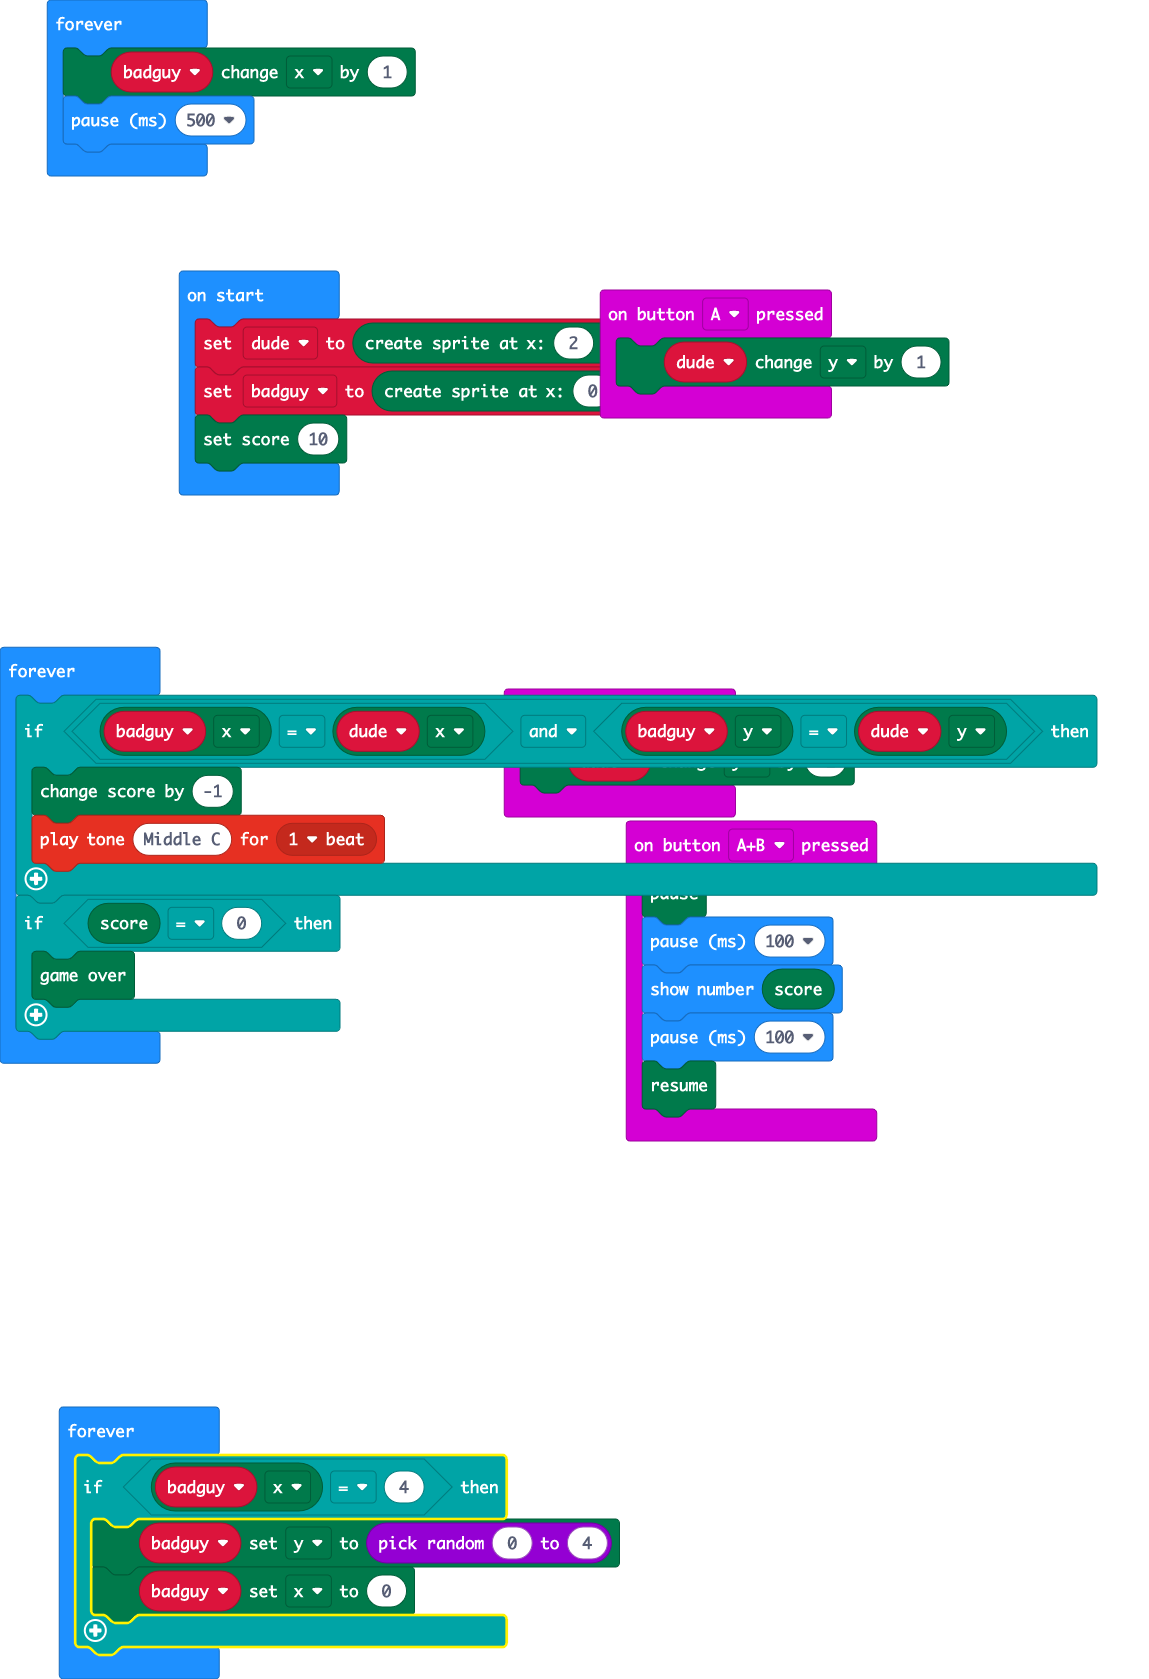 forever
badguy change x by 1
pause (ms) 500
on start
set dude to create sprite at x: 2
set badguy to create sprite at x: 0
set score 10
on button A pressed
dude change y by 1
forever
if badguy x = dude x and badguy y = dude y then
change score by -1
play tone Middle C for 1 beat
if score = 0 then
game over
on button A+B pressed
pause
pause (ms) 100
show number score
pause (ms) 100
resume
forever
if badguy x = 4 then
badguy set y to pick random 0 to 4
badguy set x to 0